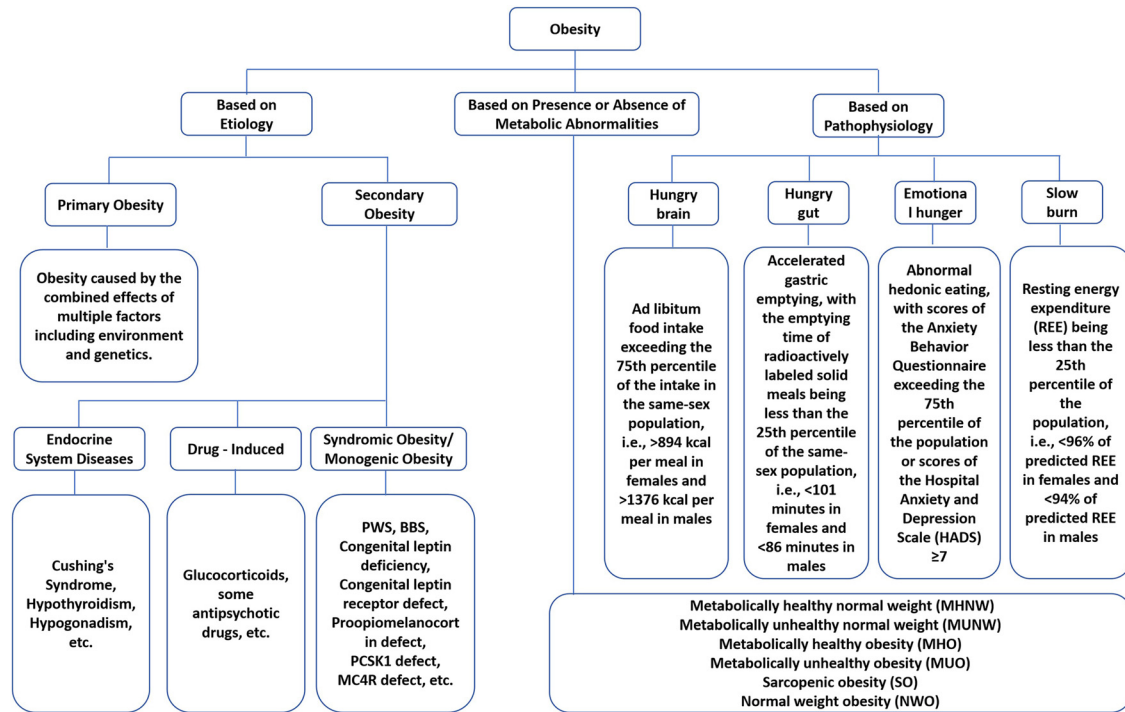 Obesity
Based on
Etiology
Based on Presence or Absence of
Metabolic Abnormalities
Based on
Pathophysiology
Primary Obesity
Secondary
Obesity
Hungry
brain
Hungry
gut
Emotiona
l hunger
Slow
burn
Obesity caused by the
combined effects of
multiple factors
including environment
and genetics.
Ad libitum
food intake
exceeding the
75th percentile
of the intake in
the same-sex
population,
i.e., >894 kcal
per meal in
females and
>1376 kcal per
meal in males
Accelerated
gastric
emptying, with
the emptying
time of
radioactively
labeled solid
meals being
less than the
25th percentile
of the same-
sex population,
i.e., <101
minutes in
females and
<86 minutes in
males
Abnormal
hedonic eating,
with scores of
the Anxiety
Behavior
Questionnaire
exceeding the
75th
percentile of
the population
or scores of
the Hospital
Anxiety and
Depression
Scale (HADS)
≥7
Resting energy
expenditure
(REE) being
less than the
25th
percentile of
the
population,
i.e., <96% of
predicted REE
in females and
<94% of
predicted REE
in males
Endocrine
System Diseases
Drug - Induced
Syndromic Obesity/
Monogenic Obesity
Cushing's
Syndrome,
Hypothyroidism,
Hypogonadism,
etc.
Glucocorticoids,
some
antipsychotic
drugs, etc.
PWS, BBS,
Congenital leptin
deficiency,
Congenital leptin
receptor defect,
Proopiomelanocort
in defect,
PCSK1 defect,
MC4R defect, etc.
Metabolically healthy normal weight (MHNW)
Metabolically unhealthy normal weight (MUNW)
Metabolically healthy obesity (MHO)
Metabolically unhealthy obesity (MUO)
Sarcopenic obesity (SO)
Normal weight obesity (NWO)